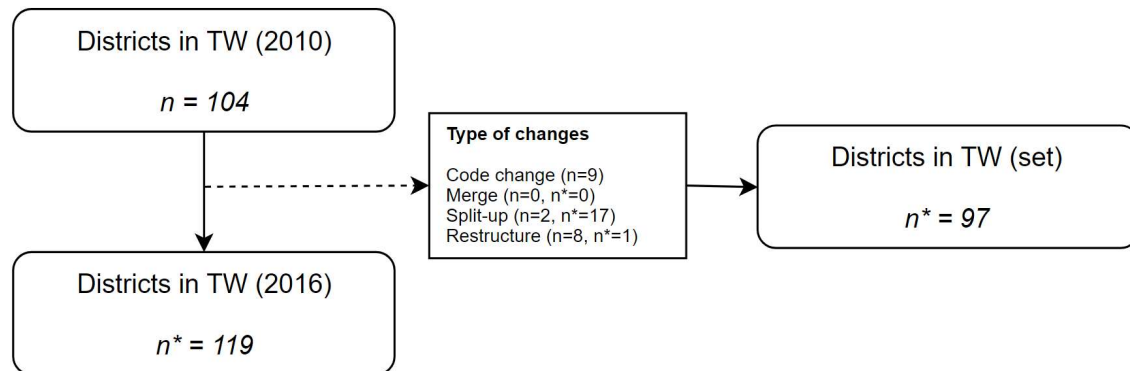 Districts in TW (2010)
n = 104
Type of changes
Code change (n=9)
Merge (n=0, n*=0)
Split-up (n=2, n*=17)
Restructure (n=8, n*=1)
Districts in TW (set)
n* = 97
Districts in TW (2016)
n* = 119